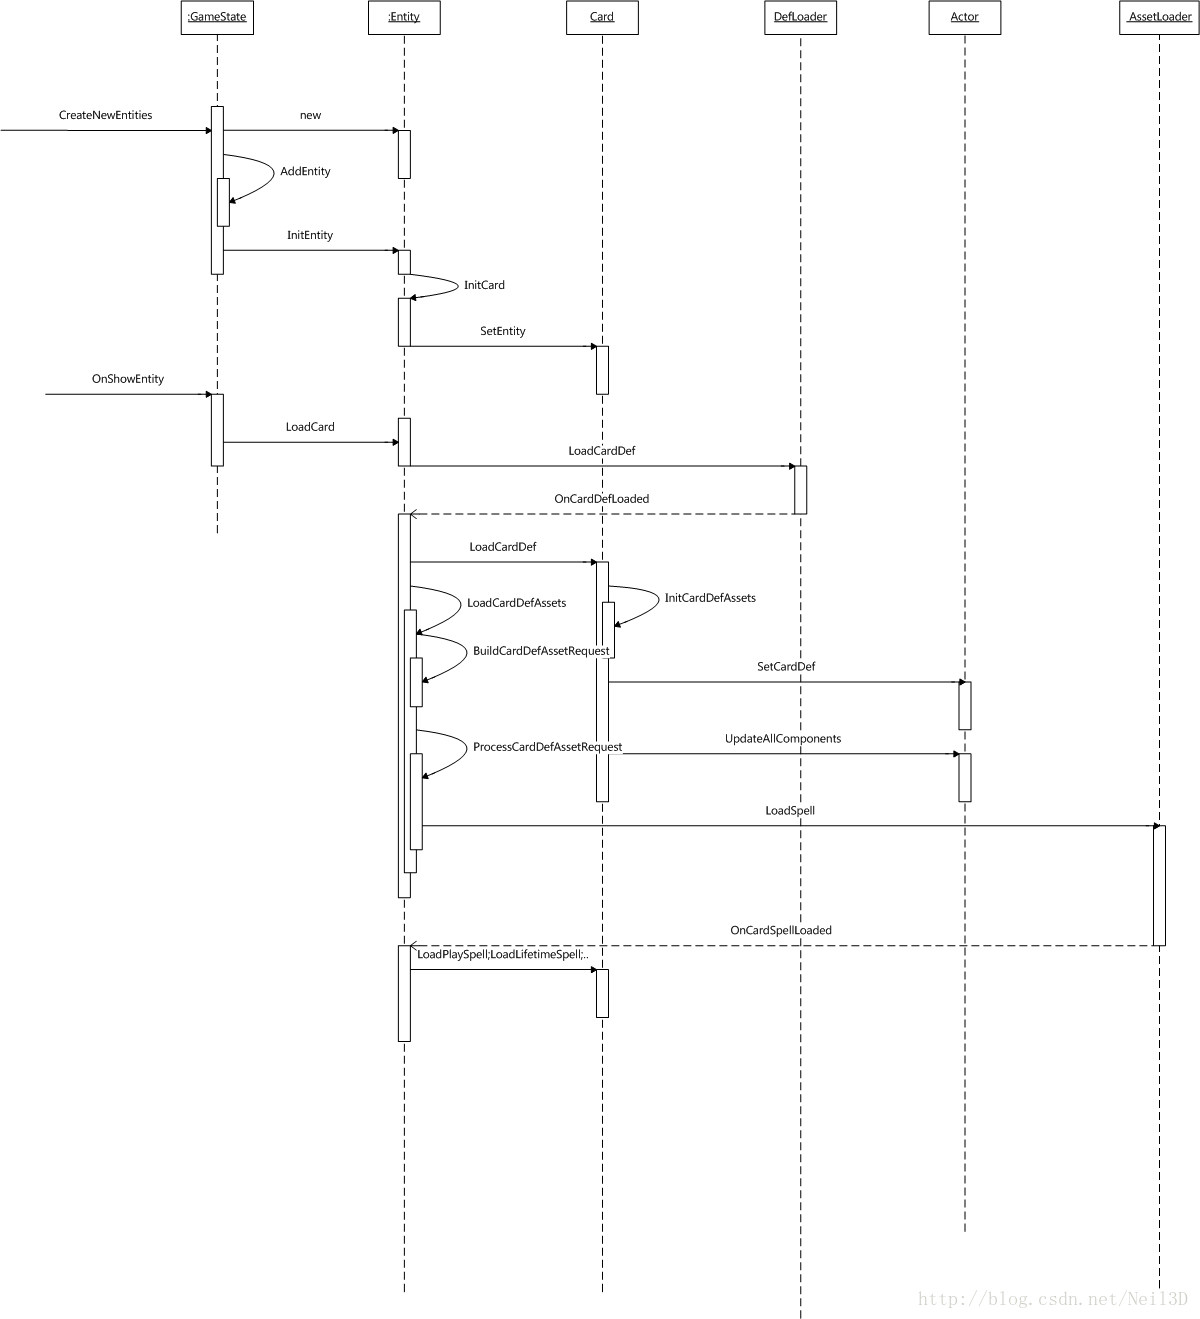 :GameState
:Entity
Card
DefLoader
Actor
AssetLoader
CreateNewEntities
new
AddEntity
InitEntity
InitCard
SetEntity
OnShowEntity
LoadCard
LoadCardDef
OnCardDefLoaded
LoadCardDef
LoadCardDefAssets
InitCardDefAssets
BuildCardDefAssetRequest
SetCardDef
UpdateAllComponents
ProcessCardDefAssetRequest
LoadSpell
OnCardSpellLoaded
LoadPlaySpell;LoadLifetimeSpell;..
http://blog.csdn.net/Neil3D